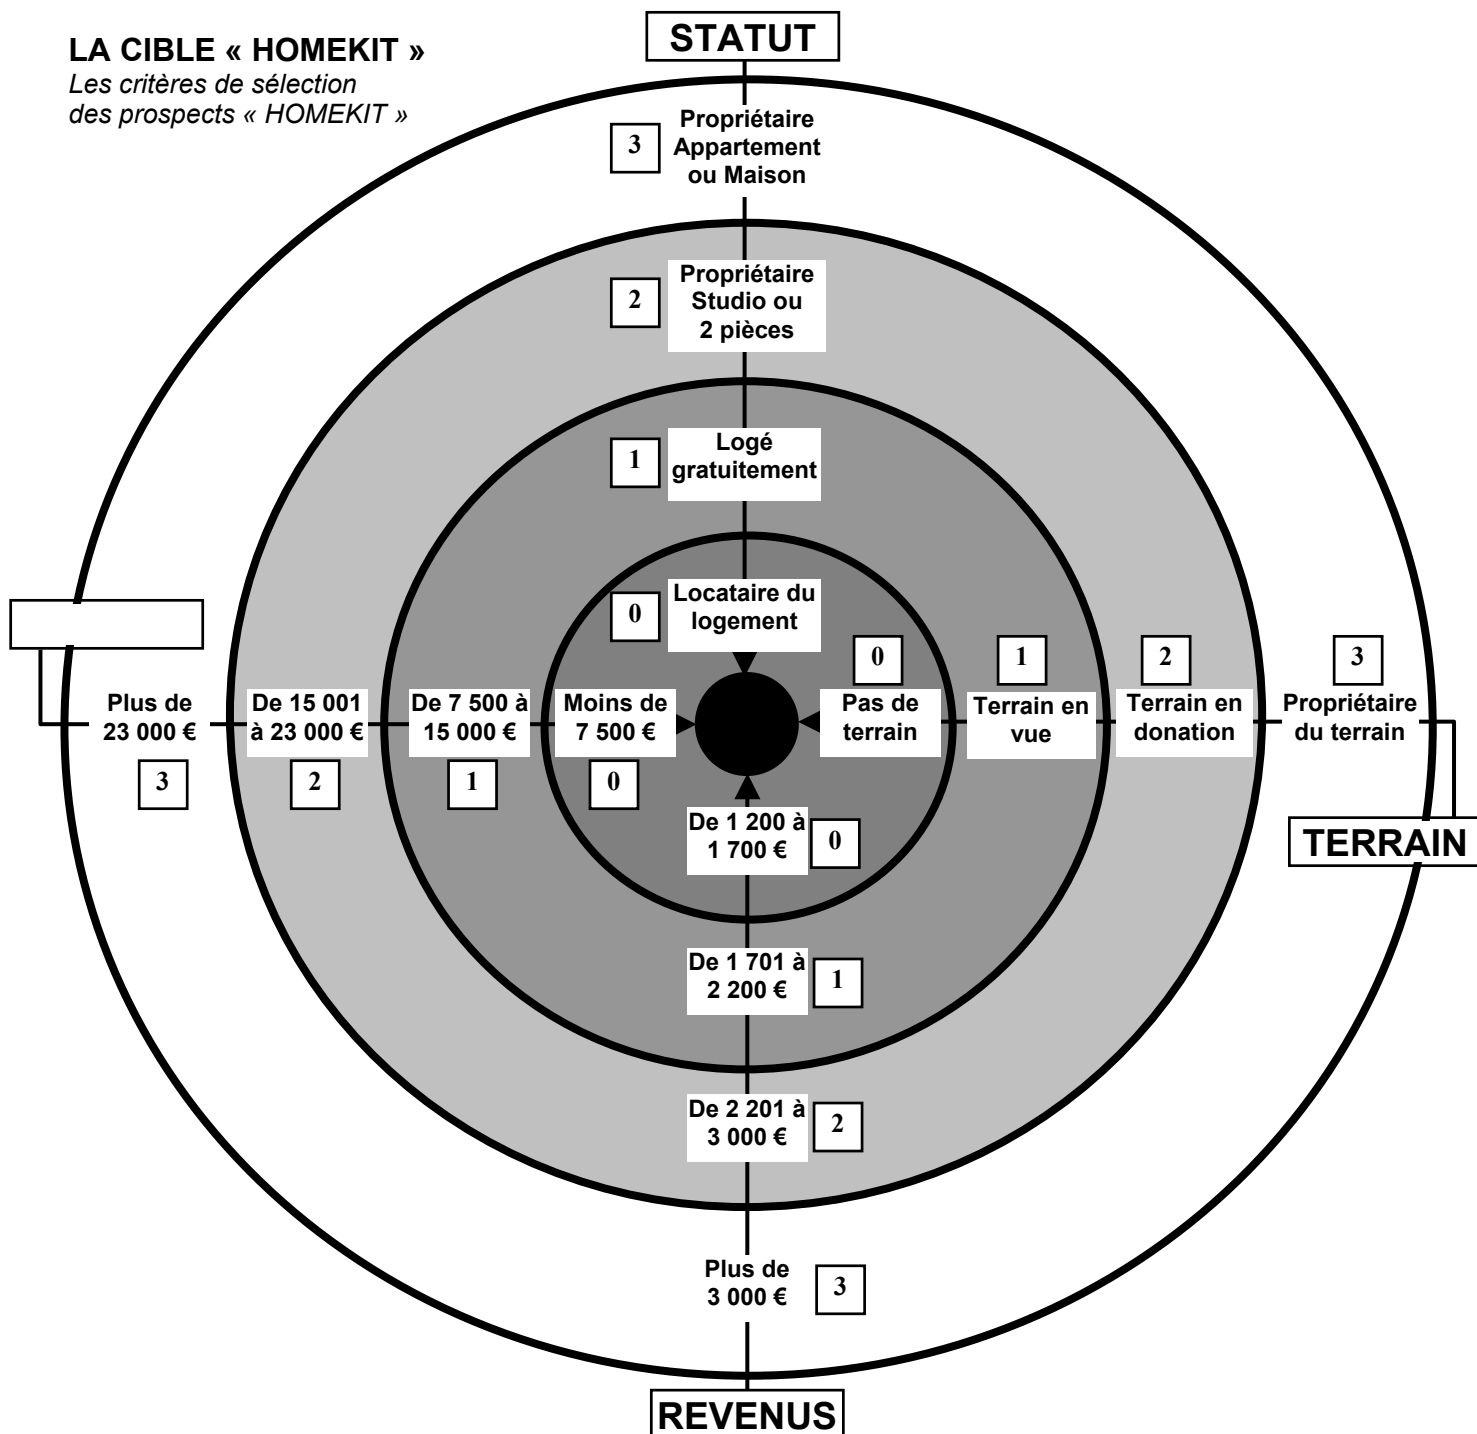 LA CIBLE « HOMEKIT »
Les critères de sélection
des prospects « HOMEKIT »
STATUT
3
Propriétaire
Appartement
ou Maison
2
Propriétaire
Studio ou
2 pièces
1
Logé
gratuitement
0
Locataire du
logement
Plus de
23 000 €
3
De 15 001
à 23 000 €
2
De 7 500 à
15 000 €
1
Moins de
7 500 €
0
0
Pas de
terrain
1
Terrain en
vue
2
Terrain en
donation
3
Propriétaire
du terrain
TERRAIN
De 1 200 à
1 700 €
0
De 1 701 à
2 200 €
1
De 2 201 à
3 000 €
2
Plus de
3 000 €
3
REVENUS